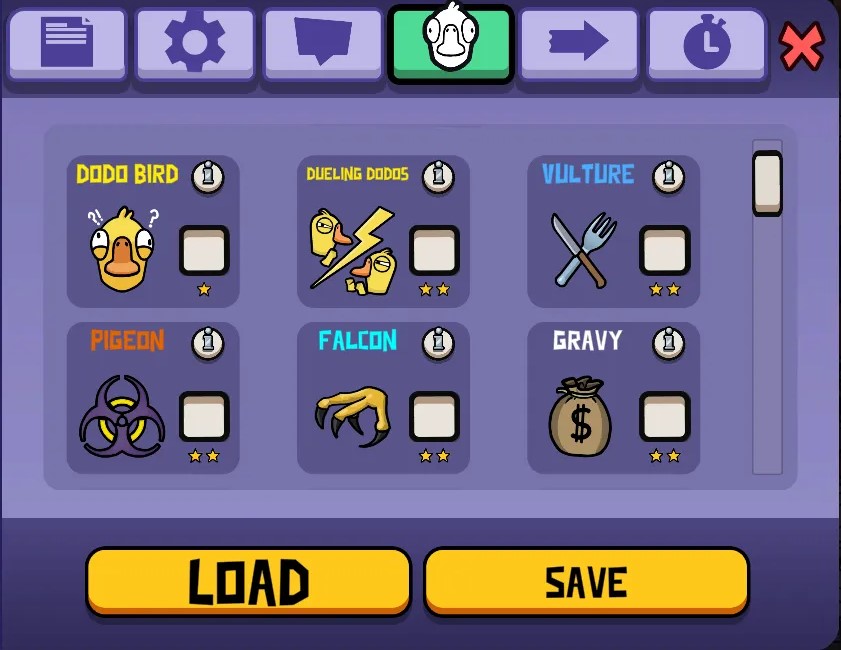 DODO BIRD
DUELING DODOS
VULTURE
?!
?
PIGEON
FALCON
GRAVY
$
LOAD
SAVE